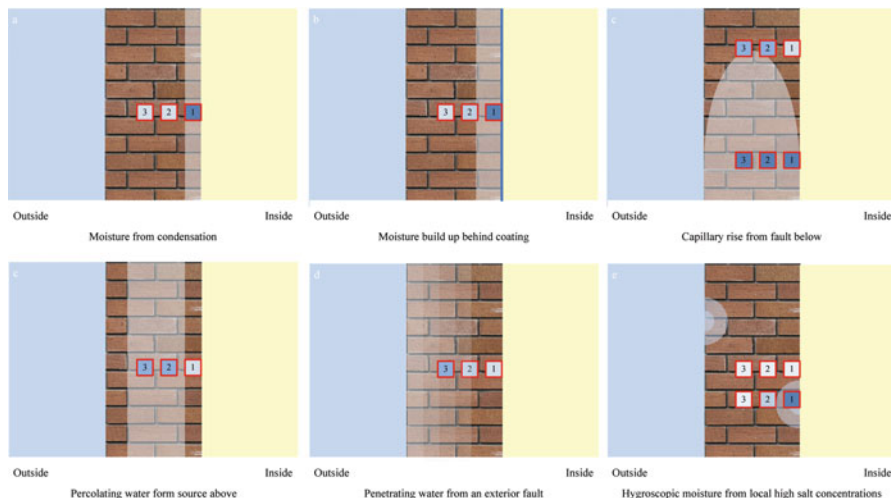 a
3 2 1
Outside Inside
Moisture from condensation
b
3 2 1
Outside Inside
Moisture build up behind coating
c
3 2 1
3 2 1
Outside Inside
Capillary rise from fault below
c
3 2 1
Outside Inside
Percolating water form source above
d
3 2 1
Outside Inside
Penetrating water from an exterior fault
e
3 2 1
3 2 1
Outside Inside
Hygroscopic moisture from local high salt concentrations